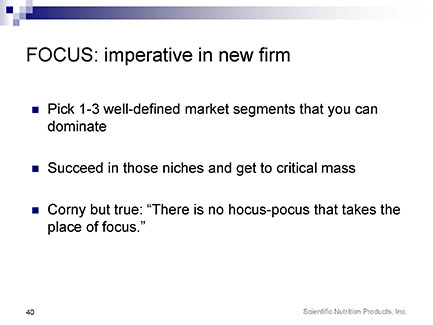 FOCUS: imperative in new firm
Pick 1-3 well-defined market segments that you can
dominate
Succeed in those niches and get to critical mass
Corny but true: “There is no hocus-pocus that takes the
place of focus.”
40
Scientific Nutrition Products, Inc.